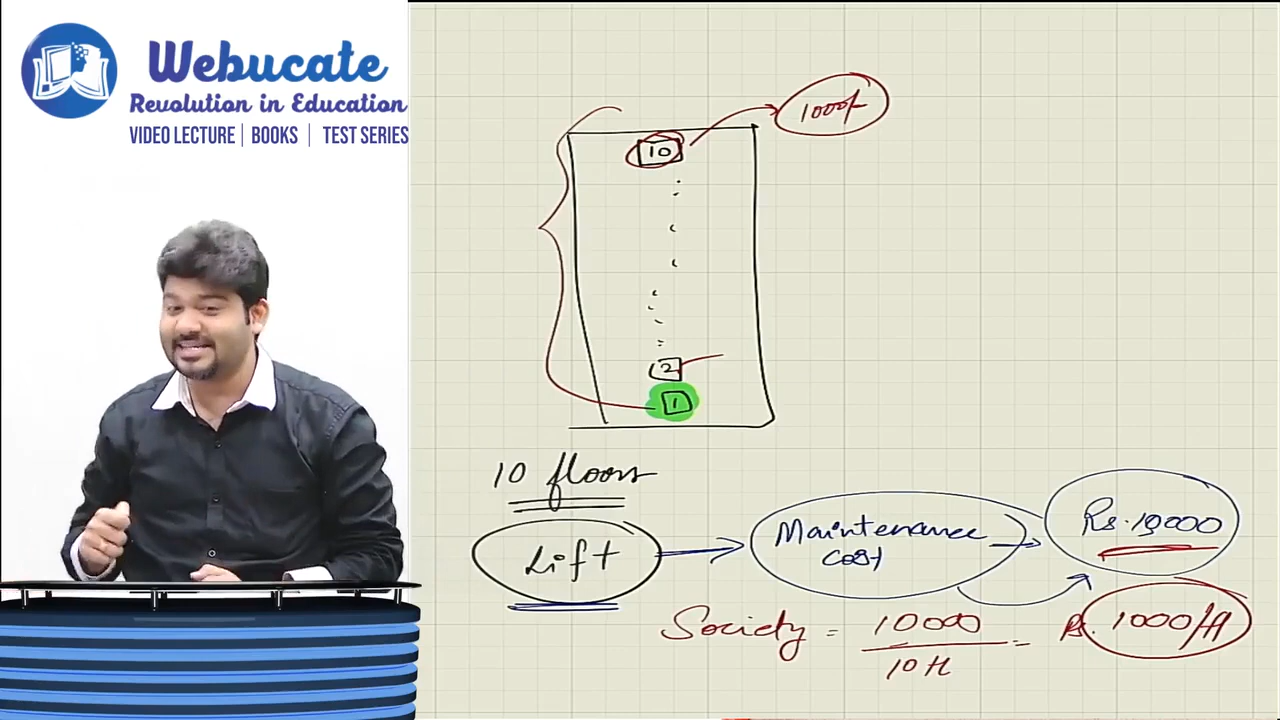 Webucate
Revolution in Education
VIDEO LECTURE | BOOKS | TEST SERIES
1000/-
10
2
1
10 floors
Lift
Maintenance cost
Rs. 10000
Society = 10000 / 10 H = Rs. 1000/H